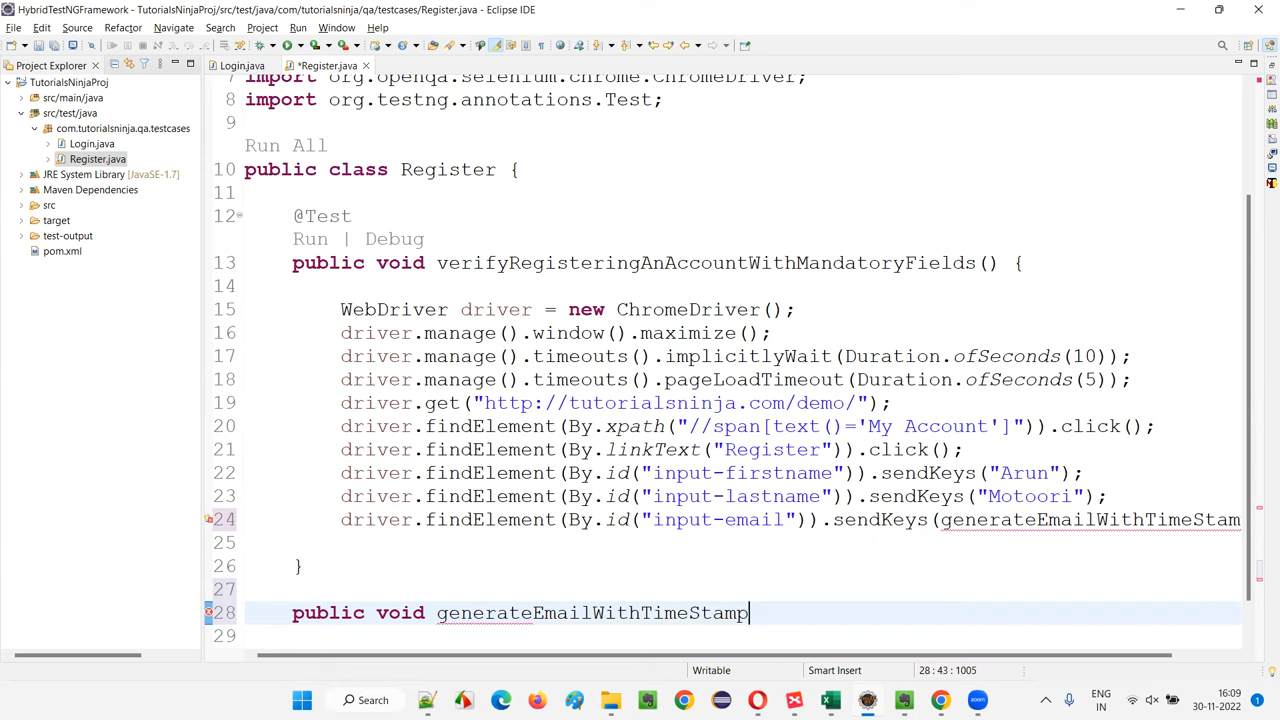 HybridTestNGFramework - TutorialsNinjaProj/src/test/java/com/tutorialsninja/qa/testcases/Register.java - Eclipse IDE
File Edit Source Refactor Navigate Search Project Run Window Help
Project Explorer
Login.java *Register.java
TutorialsNinjaProj
src/main/java
src/test/java
com.tutorialsninja.qa.testcases
Login.java
Register.java
JRE System Library [JavaSE-1.7]
Maven Dependencies
src
target
test-output
pom.xml
7 import org.openqa.selenium.chrome.ChromeDriver;
8 import org.testng.annotations.Test;
9
Run All
10 public class Register {
11
12 @Test
Run | Debug
13 public void verifyRegisteringAnAccountWithMandatoryFields() {
14
15 WebDriver driver = new ChromeDriver();
16 driver.manage().window().maximize();
17 driver.manage().timeouts().implicitlyWait(Duration.ofSeconds(10));
18 driver.manage().timeouts().pageLoadTimeout(Duration.ofSeconds(5));
19 driver.get("http://tutorialsninja.com/demo/");
20 driver.findElement(By.xpath("//span[text()='My Account']")).click();
21 driver.findElement(By.linkText("Register")).click();
22 driver.findElement(By.id("input-firstname")).sendKeys("Arun");
23 driver.findElement(By.id("input-lastname")).sendKeys("Motoori");
24 driver.findElement(By.id("input-email")).sendKeys(generateEmailWithTimeStam
25
26 }
27
28 public void generateEmailWithTimeStamp
29
Writable Smart Insert 28 : 43 : 1005
Search
ENG
IN
16:09
30-11-2022
1
zoom